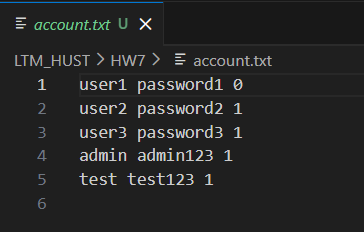 account.txt U
LTM_HUST > HW7 > account.txt
1 user1 password1 0
2 user2 password2 1
3 user3 password3 1
4 admin admin123 1
5 test test123 1
6